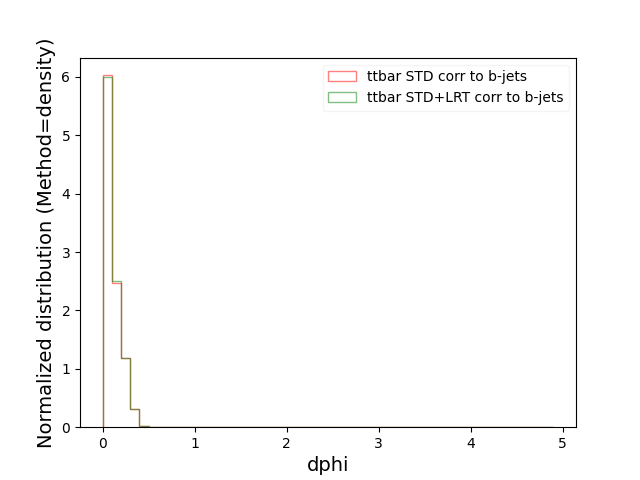 ttbar STD corr to b-jets
ttbar STD+LRT corr to b-jets
Normalized distribution (Method=density)
6
5
4
3
2
1
0
0 1 2 3 4 5
dphi